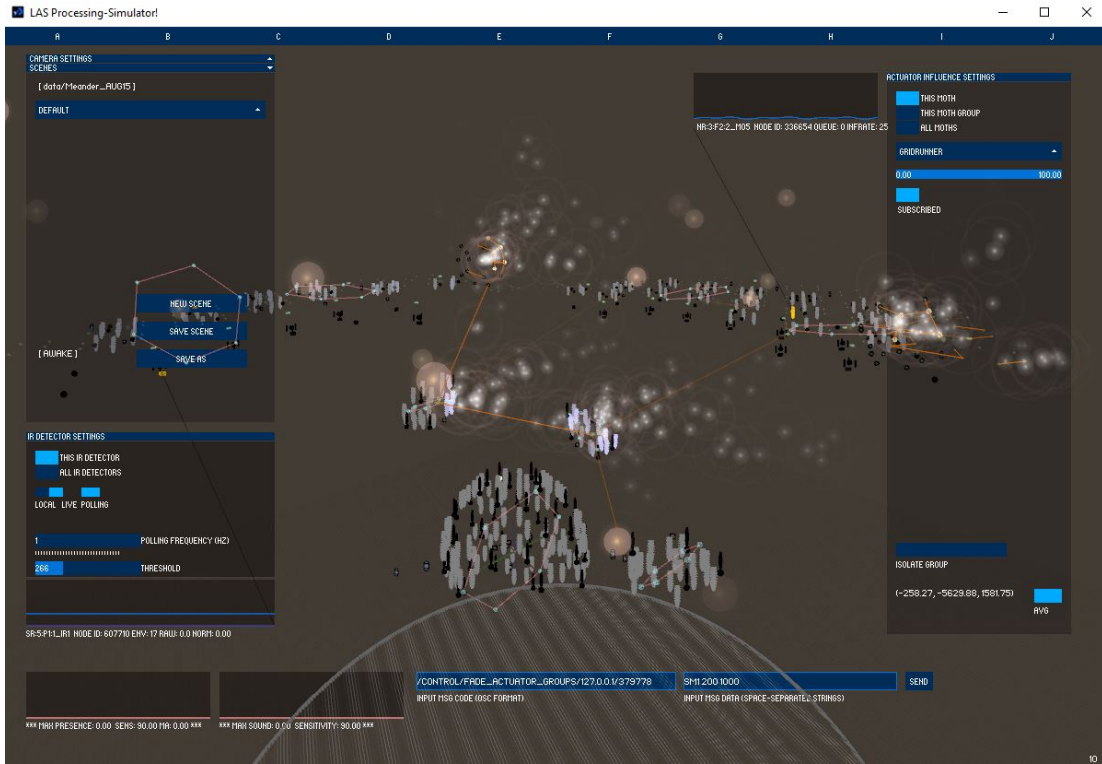 LAS Processing-Simulator!
A B C D E F G H I J
CAMERA SETTINGS
SCENES
[ data/Meander_AUG15 ]
DEFAULT
NEW SCENE
SAVE SCENE
[ AWAKE ]
SAVE AS
IR DETECTOR SETTINGS
THIS IR DETECTOR
ALL IR DETECTORS
LOCAL LIVE POLLING
1 POLLING FREQUENCY (HZ)
266 THRESHOLD
SR:5:P1:1_IR1 NODE ID: 607710 ENV: 17 RAW: 0.0 NORM: 0.00
NR:3:F2:2_MO5 NODE ID: 336654 QUEUE: 0 INFRATE: 25
ACTUATOR INFLUENCE SETTINGS
THIS MOTH
THIS MOTH GROUP
ALL MOTHS
GRIDRUNNER
0.00 100.00
SUBSCRIBED
ISOLATE GROUP
(-258.27, -5629.88, 1581.75)
AVG
*** MAX PRESENCE: 0.00 SENS: 90.00 MA: 0.00 ***
*** MAX SOUND: 0.00 SENSITIVITY: 90.00 ***
/CONTROL/FADE_ACTUATOR_GROUPS/127.0.0.1/379778
INPUT MSG CODE (OSC FORMAT)
SM1 200 1000
INPUT MSG DATA (SPACE-SEPARATED STRINGS)
SEND
10